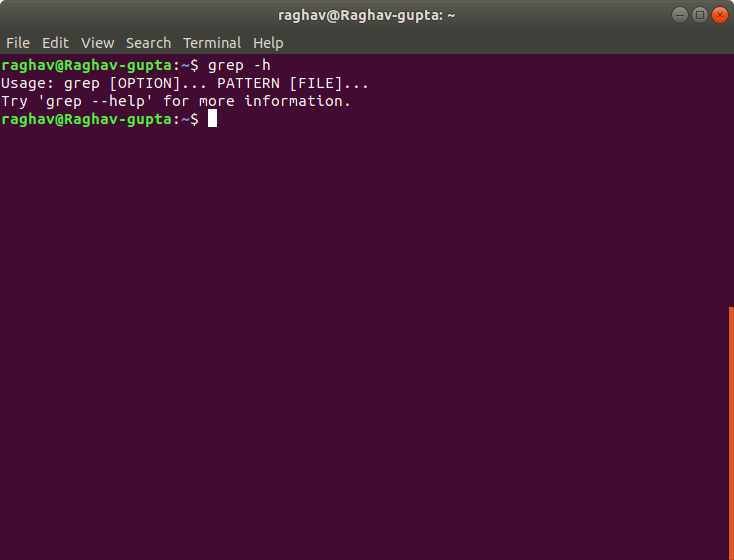 raghav@Raghav-gupta: ~
File Edit View Search Terminal Help
raghav@Raghav-gupta:~$ grep -h
Usage: grep [OPTION]... PATTERN [FILE]...
Try 'grep --help' for more information.
raghav@Raghav-gupta:~$